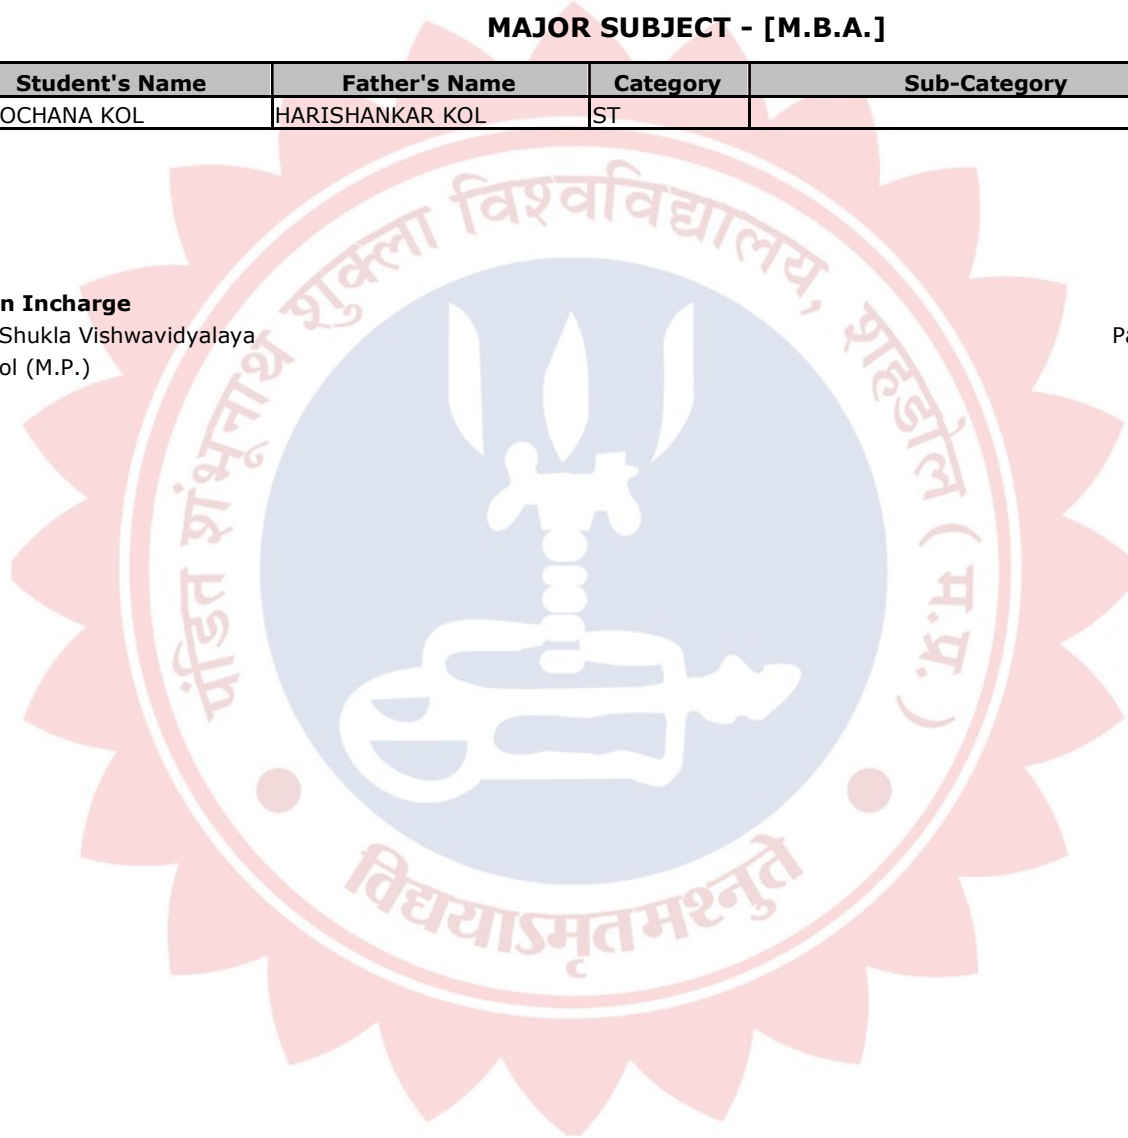 MAJOR SUBJECT - [M.B.A.]
Student's Name Father's Name Category Sub-Category
OCHANA KOL HARISHANKAR KOL ST
n Incharge
Shukla Vishwavidyalaya Pa
ol (M.P.)
पंडित शंभूनाथ शुक्ला विश्वविद्यालय, शहडोल ( म.प्र. )
विद्ययाऽमृतमश्नुते